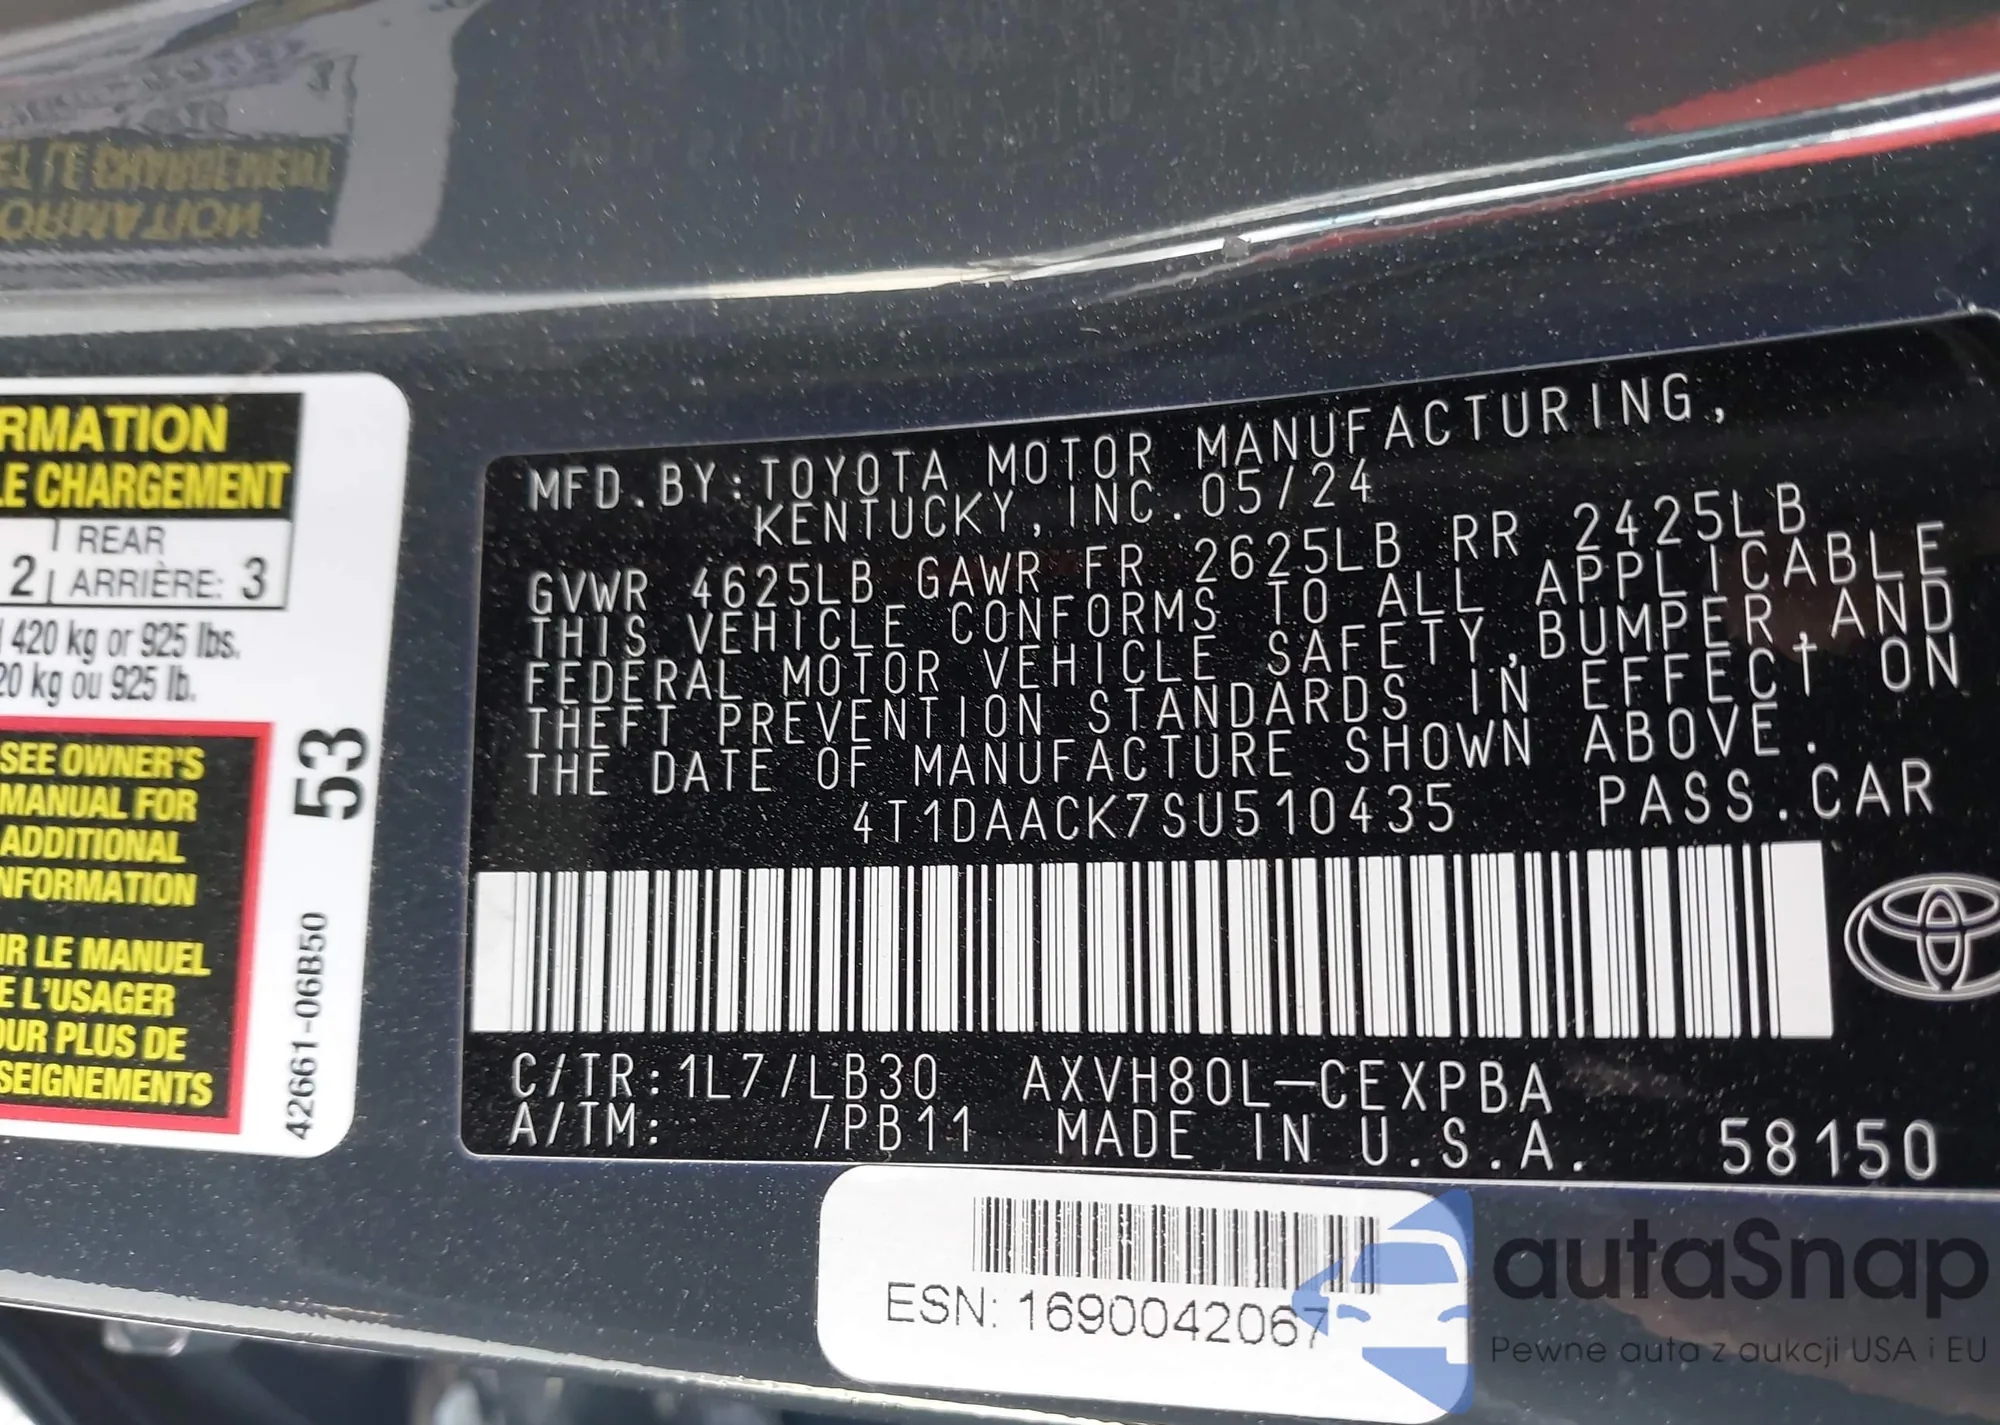 RMATION
LE CHARGEMENT
2 REAR
ARRIÈRE: 3
420 kg or 925 lbs.
20 kg ou 925 lb.
SEE OWNER'S
MANUAL FOR
ADDITIONAL
NFORMATION
IR LE MANUEL
E L'USAGER
OUR PLUS DE
SEIGNEMENTS
53
42661-06B50
MFD.BY:TOYOTA MOTOR MANUFACTURING,
KENTUCKY, INC. 05/24
GVWR 4625LB GAWR FR 2625LB RR 2425LB
THIS VEHICLE CONFORMS TO ALL APPLICABLE
FEDERAL MOTOR VEHICLE SAFETY,BUMPER,AND
THEFT PREVENTION STANDARDS IN EFFECT ON
THE DATE OF MANUFACTURE SHOWN ABOVE.
4T1DAACK7SU510435 PASS.CAR
C/TR:1L7/LB30 AXVH80L-CEXPBA
A/TM: /PB11 MADE IN U.S.A. 58150
ESN: 1690042067
autaSnap
Pewne auta z aukcji USA i EU